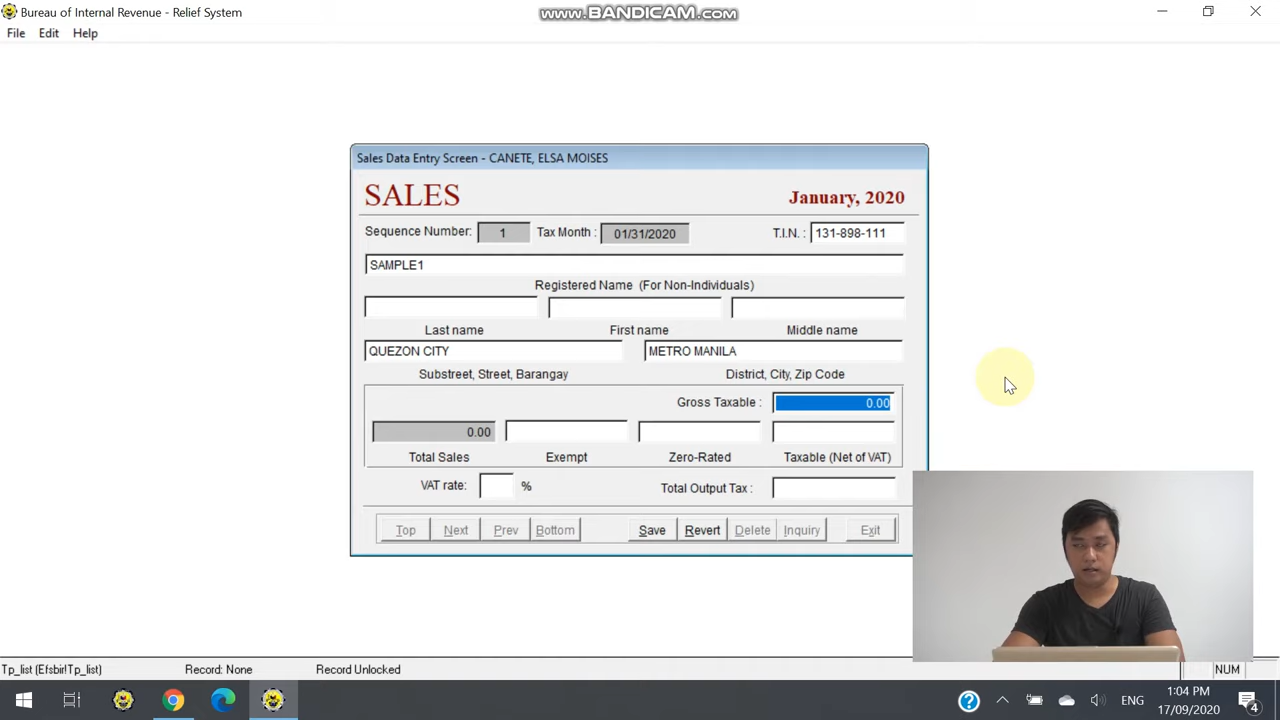 Bureau of Internal Revenue - Relief System
www.BANDICAM.com
File Edit Help
Sales Data Entry Screen - CANETE, ELSA MOISES
SALES
January, 2020
Sequence Number: 1 Tax Month : 01/31/2020 T.I.N. : 131-898-111
SAMPLE1
Registered Name (For Non-Individuals)
Last name First name Middle name
QUEZON CITY METRO MANILA
Substreet, Street, Barangay District, City, Zip Code
Gross Taxable : 0.00
0.00
Total Sales Exempt Zero-Rated Taxable (Net of VAT)
VAT rate: % Total Output Tax :
Top Next Prev Bottom Save Revert Delete Inquiry Exit
Tp_list (Efsbir!Tp_list) Record: None Record Unlocked NUM
ENG
1:04 PM
17/09/2020
4